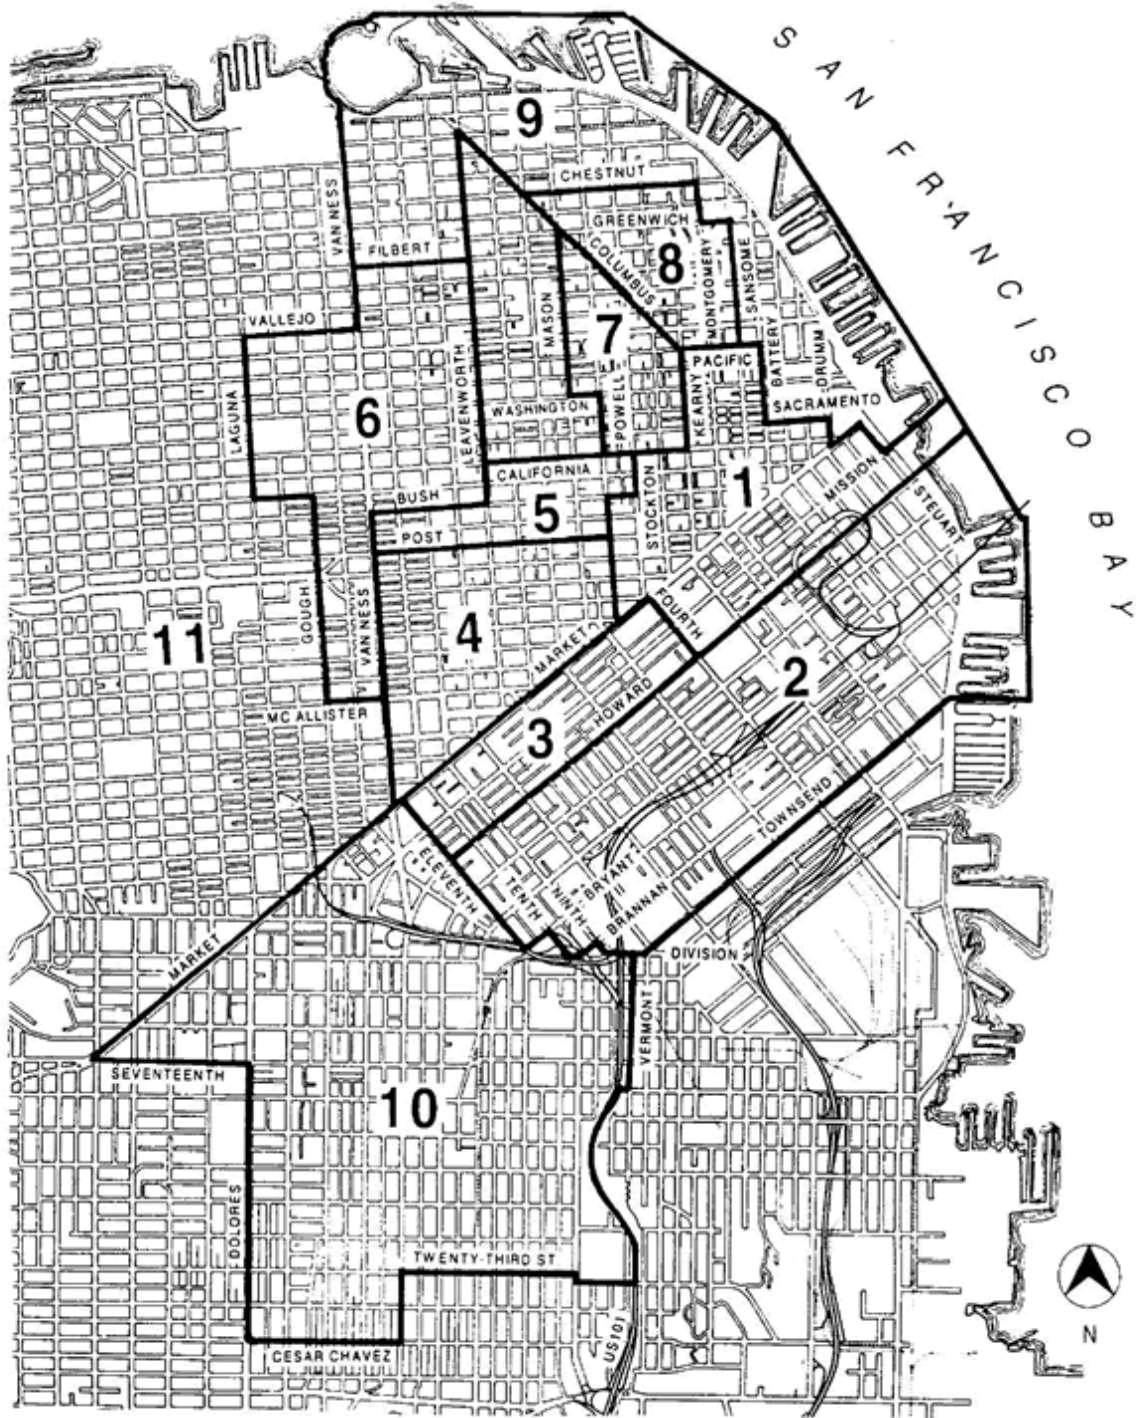 SAN FRANCISCO BAY
9
CHESTNUT
VAN NESS
GREENWICH
FILBERT
COLUMBUS
8
MONTGOMERY
SANSOME
VALLEJO
MASON
7
BATTERY
DRUMM
PACIFIC
LEAVENWORTH
POWELL
KEARNY
SACRAMENTO
LAGUNA
6
WASHINGTON
CALIFORNIA
1
MISSION
BUSH
5
STOCKTON
STEUART
POST
GOUGH
VAN NESS
4
FOURTH
11
MARKET
2
MC ALLISTER
HOWARD
3
TOWNSEND
ELEVENTH
TENTH
NINTH
BRYANT
BRANNAN
MARKET
DIVISION
VERMONT
SEVENTEENTH
10
DOLORES
TWENTY-THIRD ST
CESAR CHAVEZ
US101
N